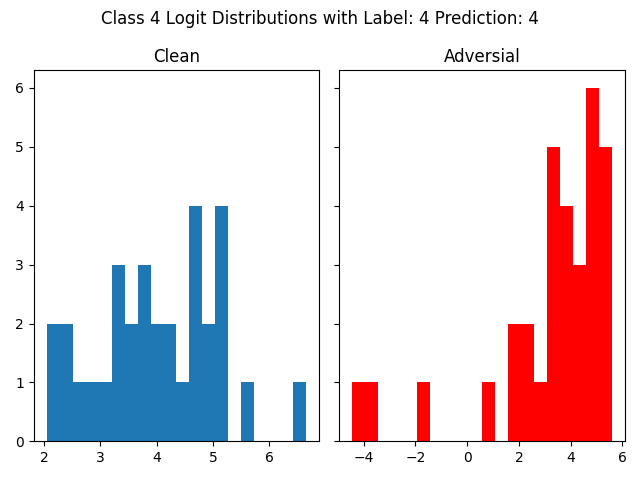 Class 4 Logit Distributions with Label: 4 Prediction: 4
Clean
Adversial
6
5
4
3
2
1
0
2 3 4 5 6
−4 −2 0 2 4 6